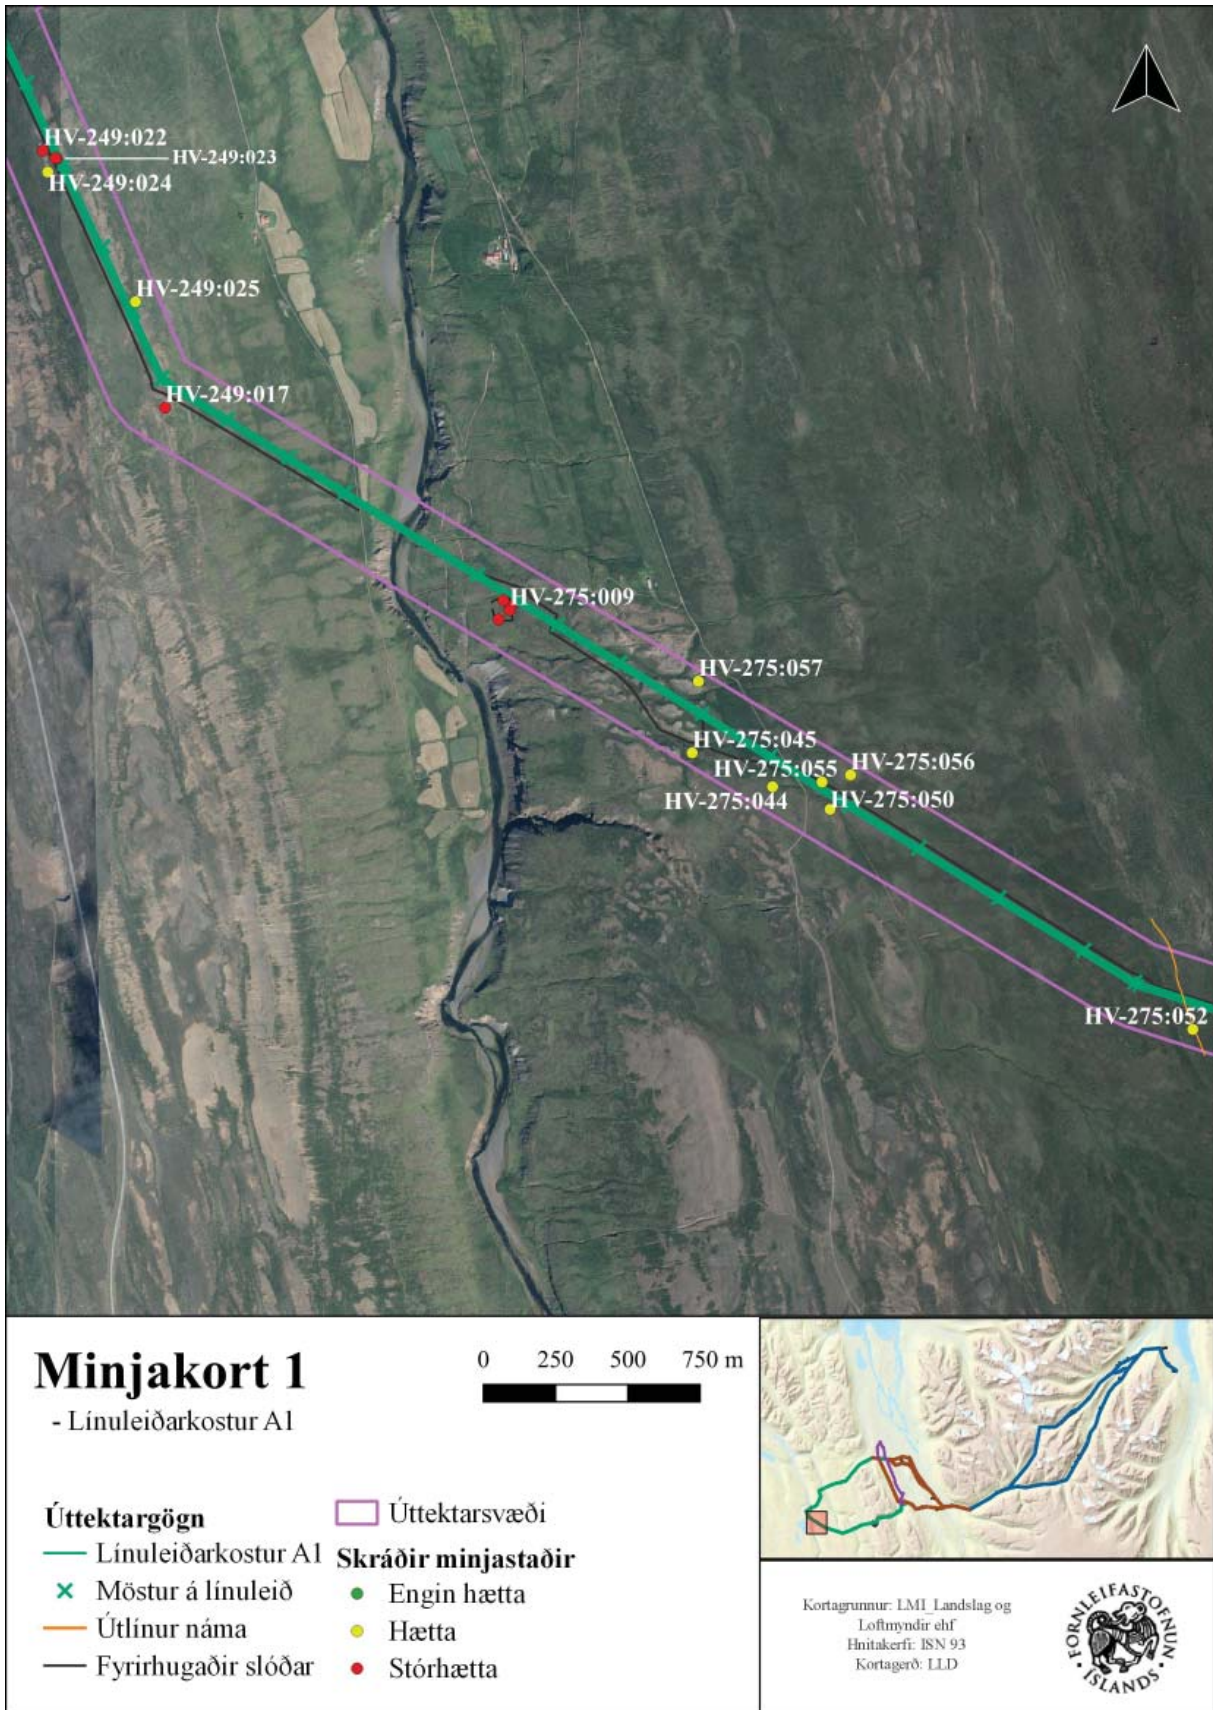 HV-249:022
HV-249:023
HV-249:024
HV-249:025
HV-249:017
HV-275:009
HV-275:057
HV-275:045
HV-275:055
HV-275:056
HV-275:044
HV-275:050
HV-275:052
Minjakort 1
- Línuleiðarkostur A1
0 250 500 750 m
Úttektargögn
Línuleiðarkostur A1
Möstur á línuleið
Útlínur náma
Fyrirhugaðir slóðar
Úttektarsvæði
Skráðir minjastaðir
Engin hætta
Hætta
Stórhætta
Kortagrunnur: LMI_Landslag og
Loftmyndir ehf
Hnitakerfi: ISN 93
Kortagerð: LLD
FORNLEIFASTOFNUN
ÍSLANDS